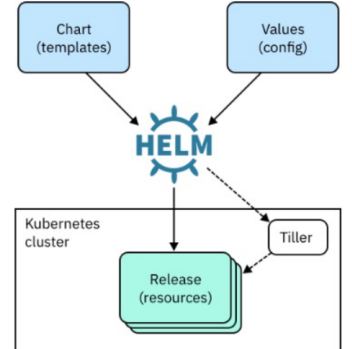 Chart
(templates)
Values
(config)
HELM
Kubernetes
cluster
Tiller
Release
(resources)